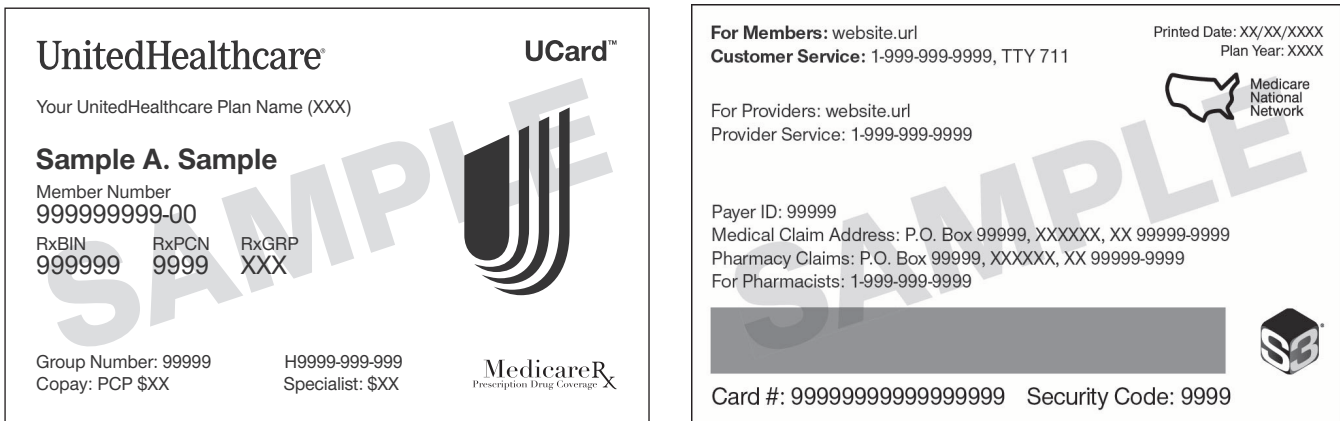 UnitedHealthcare®
UCard™
Your UnitedHealthcare Plan Name (XXX)
Sample A. Sample
Member Number
999999999-00
RxBIN RxPCN RxGRP
999999 9999 XXX
Group Number: 99999 H9999-999-999
Copay: PCP $XX Specialist: $XX
MedicareRx
Prescription Drug Coverage
SAMPLE
For Members: website.url
Customer Service: 1-999-999-9999, TTY 711
Printed Date: XX/XX/XXXX
Plan Year: XXXX
Medicare
National
Network
For Providers: website.url
Provider Service: 1-999-999-9999
Payer ID: 99999
Medical Claim Address: P.O. Box 99999, XXXXXX, XX 99999-9999
Pharmacy Claims: P.O. Box 99999, XXXXXX, XX 99999-9999
For Pharmacists: 1-999-999-9999
S3®
Card #: 99999999999999999 Security Code: 9999
SAMPLE